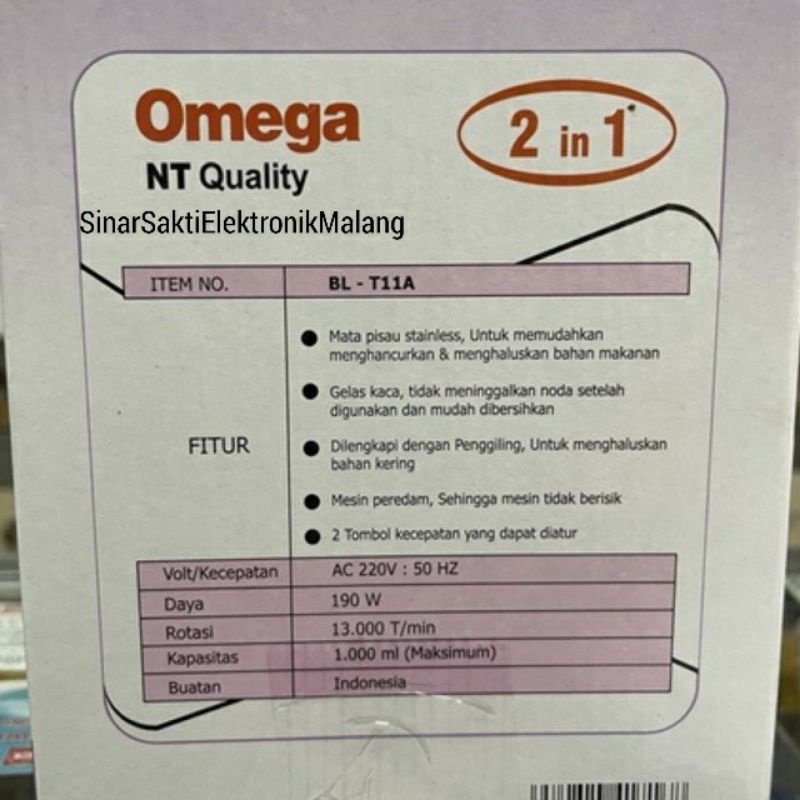 Omega
2 in 1
NT Quality
SinarSaktiElektronikMalang
ITEM NO. BL - T11A
FITUR
Mata pisau stainless, Untuk memudahkan
menghancurkan & menghaluskan bahan makanan
Gelas kaca, tidak meninggalkan noda setelah
digunakan dan mudah dibersihkan
Dilengkapi dengan Penggiling, Untuk menghaluskan
bahan kering
Mesin peredam, Sehingga mesin tidak berisik
2 Tombol kecepatan yang dapat diatur
Volt/Kecepatan AC 220V : 50 HZ
Daya 190 W
Rotasi 13.000 T/min
Kapasitas 1.000 ml (Maksimum)
Buatan Indonesia